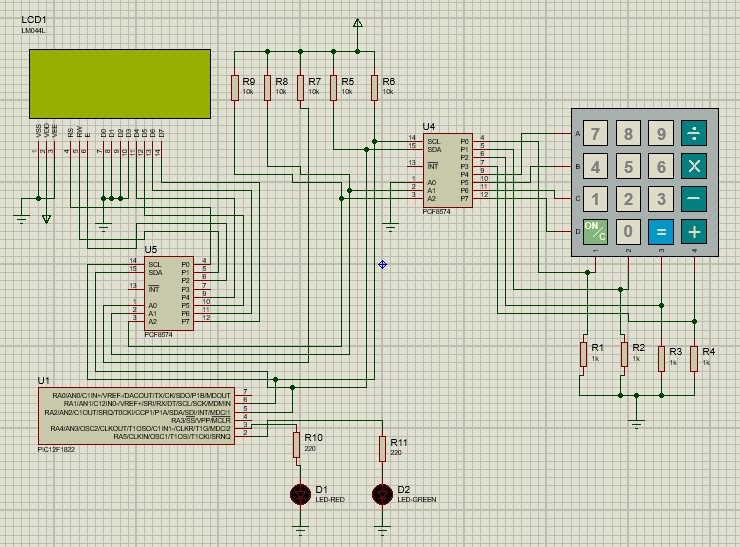 LCD1
LM044L
VSS VDD VEE RS RW E D0 D1 D2 D3 D4 D5 D6 D7
1 2 3 4 5 6 7 8 9 10 11 12 13 14
R9 10k
R8 10k
R7 10k
R5 10k
R6 10k
U4
14 SCL P0 4
15 SDA P1 5
P2 6
13 INT P3 7
P4 9
1 A0 P5 10
2 A1 P6 11
3 A2 P7 12
PCF8574
A 7 8 9 ÷
B 4 5 6 X
C 1 2 3 −
D ON/C 0 = +
1 2 3 4
U5
14 SCL P0 4
15 SDA P1 5
P2 6
13 INT P3 7
P4 9
1 A0 P5 10
2 A1 P6 11
3 A2 P7 12
PCF8574
R1 1k
R2 1k
R3 1k
R4 1k
U1
RA0/AN0/C1IN+/VREF+/DACOUT/TX/CK/SDO/P1B/MDOUT 7
RA1/AN1/C12IN0-/VREF+/SRI/RX/DT/SCL/SCK/MDMIN 6
RA2/AN2/C1OUT/SRQ/T0CKI/CCP1/P1A/SDA/SDI/INT/MDCI1 5
RA3/SS/VPP/MCLR 4
RA4/AN3/OSC2/CLKOUT/T1OSO/C1IN1-/CLKR/T1G/MDCI2 3
RA5/CLKIN/OSC1/T1OSI/T1CKI/SRNQ 2
PIC12F1822
R10
220
R11
220
D1
LED-RED
D2
LED-GREEN